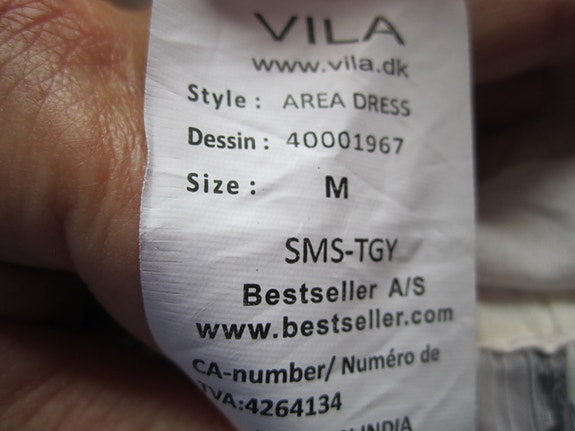 VILA
www.vila.dk
Style : AREA DRESS
Dessin : 40001967
Size : M
SMS-TGY
Bestseller A/S
www.bestseller.com
CA-number/ Numéro de
TVA:4264134
INDIA